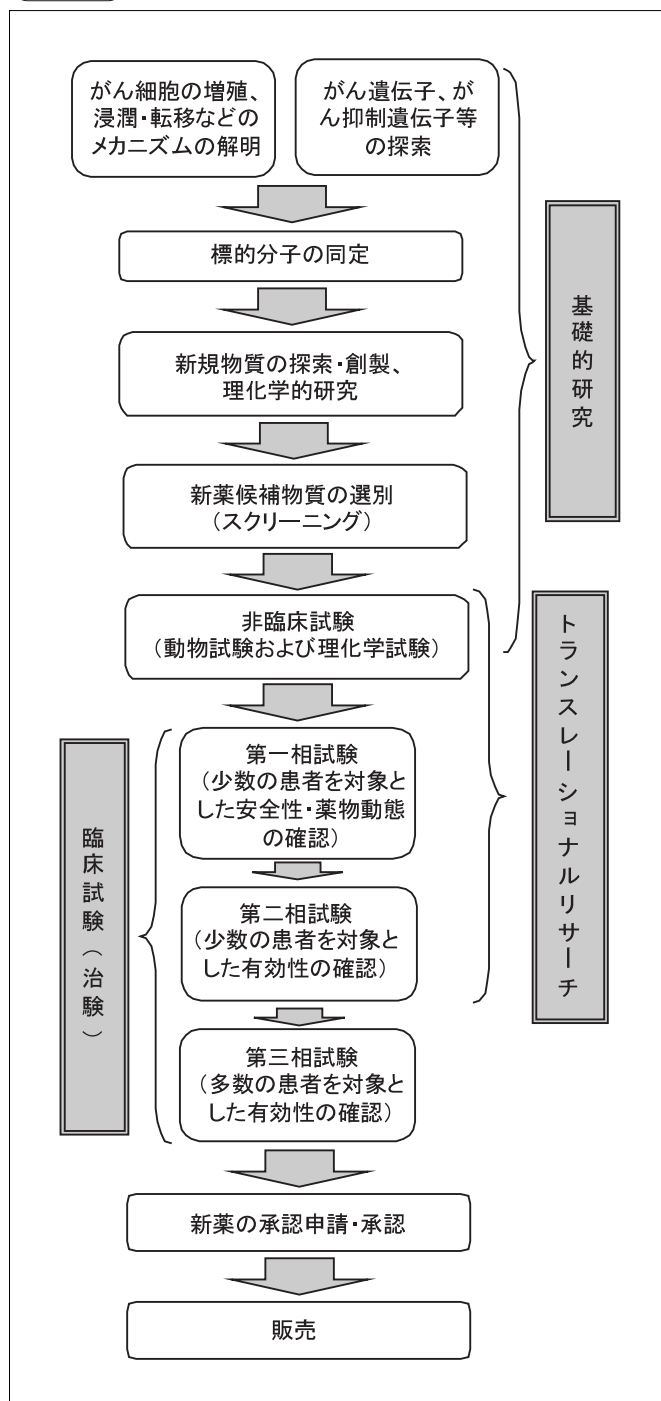 がん細胞の増殖、
浸潤・転移などの
メカニズムの解明
がん遺伝子、が
ん抑制遺伝子等
の探索
標的分子の同定
新規物質の探索・創製、
理化学的研究
新薬候補物質の選別
（スクリーニング）
非臨床試験
（動物試験および理化学試験）
第一相試験
（少数の患者を対象と
した安全性・薬物動態
の確認）
第二相試験
（少数の患者を対象と
した有効性の確認）
第三相試験
（多数の患者を対象と
した有効性の確認）
新薬の承認申請・承認
販売
基礎的研究
トランスレーショナルリサーチ
臨床試験（治験）